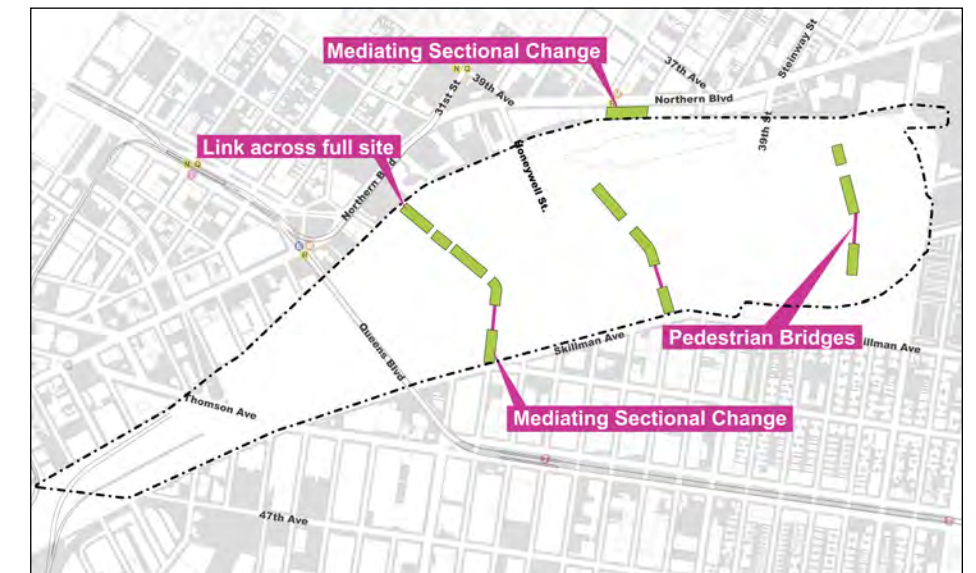 Mediating Sectional Change
Steinway St
37th Ave
39th Ave
31st St
N Q
Northern Blvd
Link across full site
39th St
Honeywell St.
N Q
Northern Blvd
Queens Blvd
Skillman Ave
Pedestrian Bridges
illman Ave
Thomson Ave
Mediating Sectional Change
47th Ave